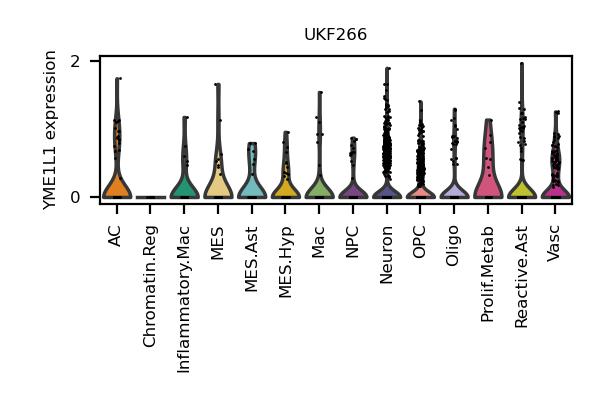 UKF266
YME1L1 expression
2
0
AC
Chromatin.Reg
Inflammatory.Mac
MES
MES.Ast
MES.Hyp
Mac
NPC
Neuron
OPC
Oligo
Prolif.Metab
Reactive.Ast
Vasc